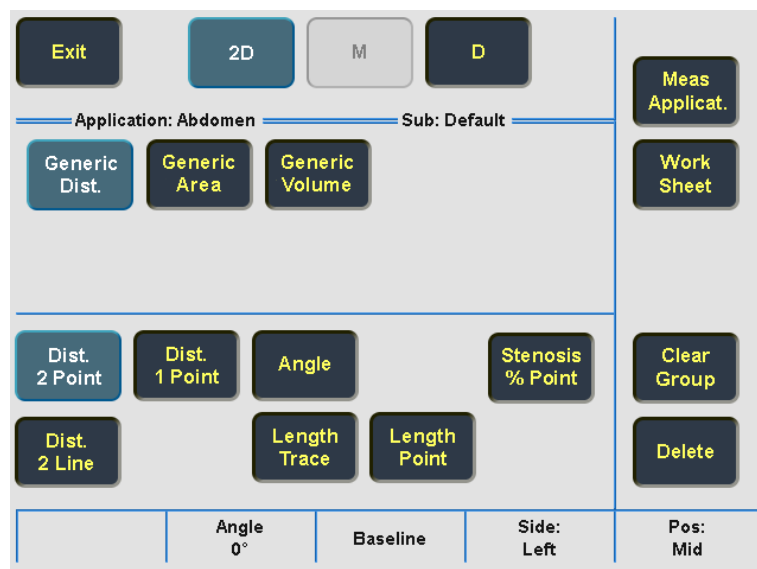 Exit
2D
M
D
Meas
Applicat.
Application: Abdomen
Sub: Default
Generic
Dist.
Generic
Area
Generic
Volume
Work
Sheet
Dist.
2 Point
Dist.
1 Point
Angle
Stenosis
% Point
Clear
Group
Dist.
2 Line
Length
Trace
Length
Point
Delete
Angle
0°
Baseline
Side:
Left
Pos:
Mid